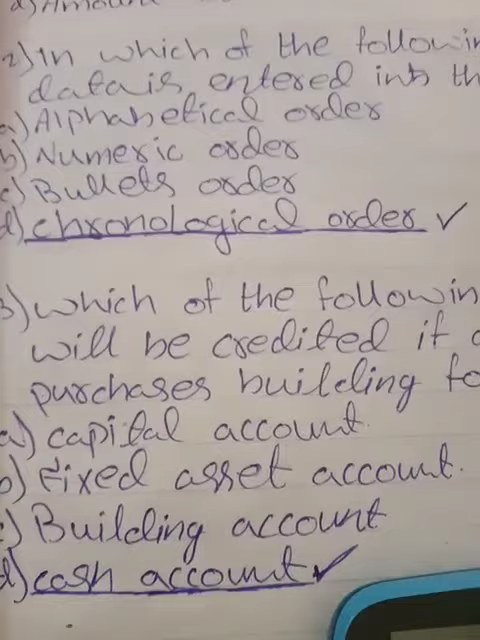 a) Amount
2) In which of the followin
data is entered into th
a) Alphabetical order
b) Numeric order
c) Bullets order
d) chronological order ✓
3) which of the followin
will be credited if
purchases building fo
a) capital account.
b) Fixed asset account.
c) Building account
d) cash account ✓